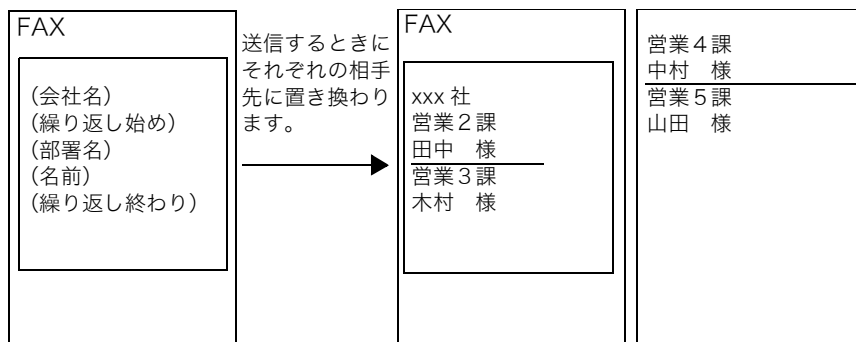 FAX
（会社名）
（繰り返し始め）
（部署名）
（名前）
（繰り返し終わり）
送信するときに
それぞれの相手
先に置き換わり
ます。
FAX
xxx 社
営業２課
田中　様
営業３課
木村　様
営業４課
中村　様
営業５課
山田　様